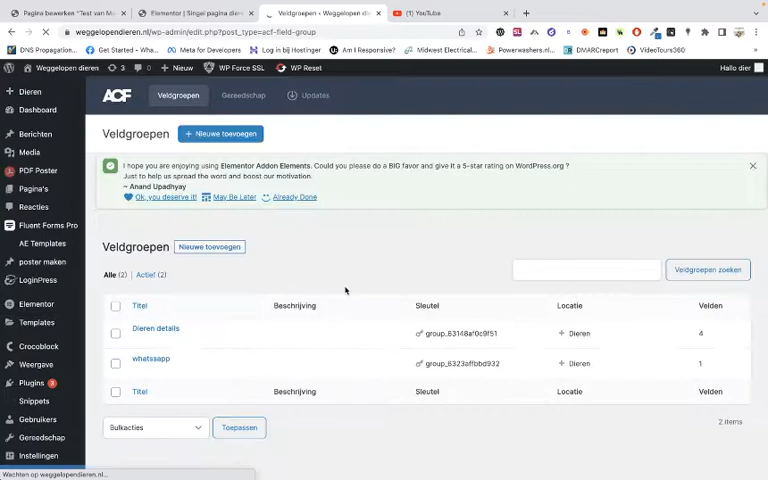 Pagina bewerken "Test van M
Elementor | Singel pagina diere
Veldgroepen < Weggelopen dieren
YouTube
weggelopendieren.nl/wp-admin/edit.php?post_type=acf-field-group
DNS Propagation...
Get Started - Wha...
Meta for Developers
Log in bij Hostinger
Am I Responsive?
Midwest Electrical...
Powerwashers.nl...
DMARCreport
VideoTours360
Weggelopen dieren
3
0
Nieuw
WP Force SSL
WP Reset
Hallo dier
Dieren
Dashboard
Berichten
Media
PDF Poster
Pagina's
Reacties
Fluent Forms Pro
AE Templates
poster maken
LoginPress
Elementor
Templates
Crocoblock
Weergave
Plugins 3
Snippets
Gebruikers
Gereedschap
Instellingen
Wachten op weggelopendieren.nl...
ACF
Veldgroepen
Gereedschap
Updates
Veldgroepen
+ Nieuwe toevoegen
I hope you are enjoying using Elementor Addon Elements. Could you please do a BIG favor and give it a 5-star rating on WordPress.org ?
Just to help us spread the word and boost our motivation.
~ Anand Upadhyay
Ok, you deserve it!
May Be Later
Already Done
Veldgroepen
Nieuwe toevoegen
Alle (2) | Actief (2)
Veldgroepen zoeken
Titel Beschrijving Sleutel Locatie Velden
Dieren details group_63148af0c9f51 Dieren 4
whatsaapp group_6323affbbd932 Dieren 1
Titel Beschrijving Sleutel Locatie Velden
Bulkacties
Toepassen
2 items